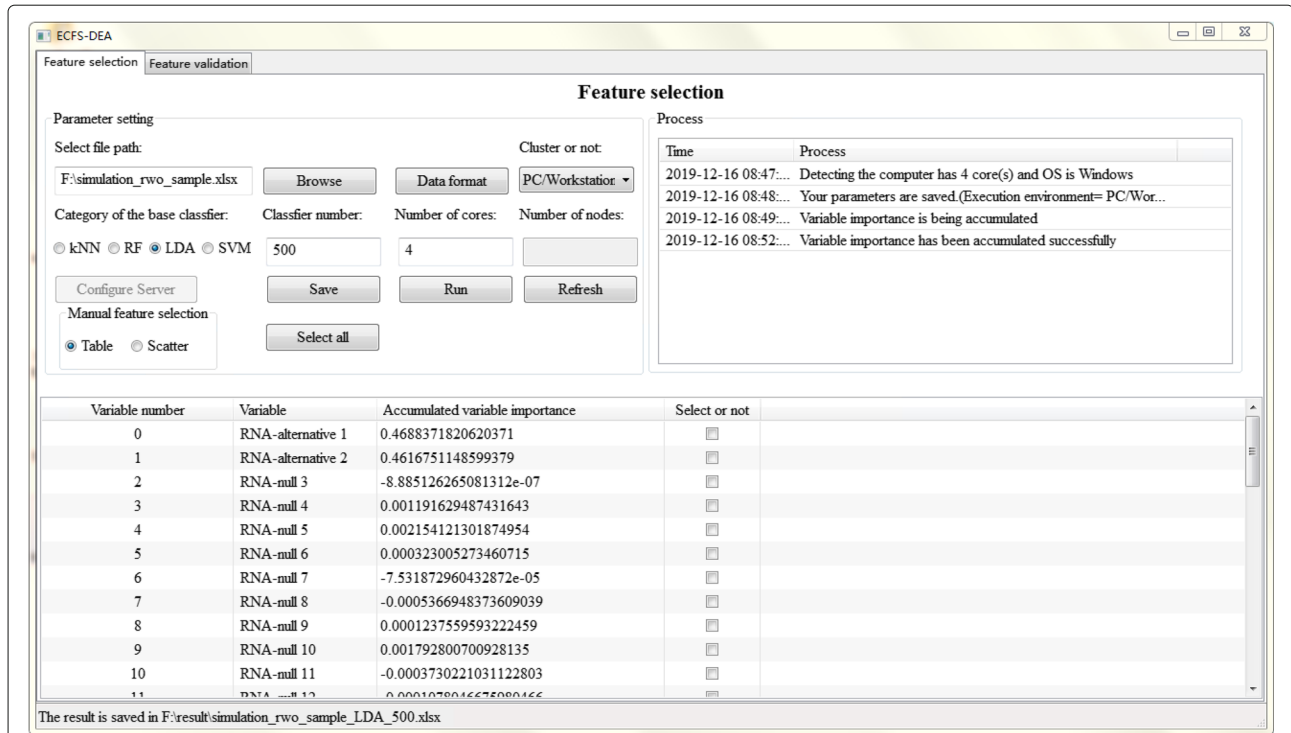 ECFS-DEA
Feature selection Feature validation
Feature selection
Parameter setting
Select file path:
Cluster or not:
F:\simulation_rwo_sample.xlsx Browse Data format PC/Workstation
Category of the base classfier: Classfier number: Number of cores: Number of nodes:
kNN RF LDA SVM 500 4
Configure Server Save Run Refresh
Manual feature selection
Table Scatter Select all
Process
Time Process
2019-12-16 08:47:... Detecting the computer has 4 core(s) and OS is Windows
2019-12-16 08:48:... Your parameters are saved.(Execution environment= PC/Wor...
2019-12-16 08:49:... Variable importance is being accumulated
2019-12-16 08:52:... Variable importance has been accumulated successfully
Variable number Variable Accumulated variable importance Select or not
0 RNA-alternative 1 0.4688371820620371
1 RNA-alternative 2 0.4616751148599379
2 RNA-null 3 -8.885126265081312e-07
3 RNA-null 4 0.001191629487431643
4 RNA-null 5 0.002154121301874954
5 RNA-null 6 0.000323005273460715
6 RNA-null 7 -7.531872960432872e-05
7 RNA-null 8 -0.0005366948373609039
8 RNA-null 9 0.0001237559593222459
9 RNA-null 10 0.001792800700928135
10 RNA-null 11 -0.0003730221031122803
11 RNA-null 12
The result is saved in F:\result\simulation_rwo_sample_LDA_500.xlsx